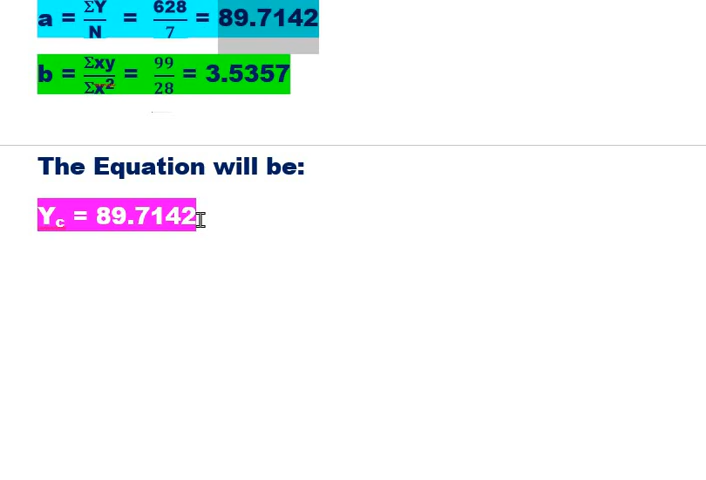 a = ΣY/N = 628/7 = 89.7142
b = Σxy/Σx² = 99/28 = 3.5357
The Equation will be:
Yc = 89.7142